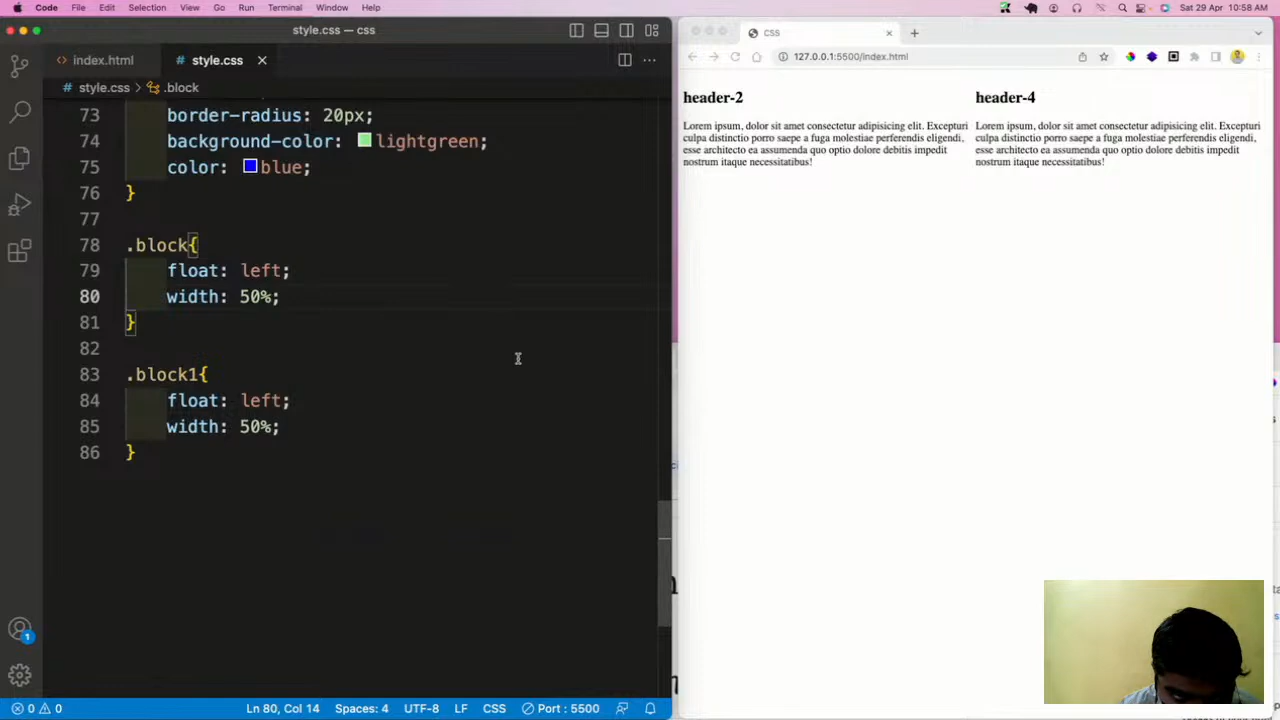 Code File Edit Selection View Go Run Terminal Window Help
Sat 29 Apr 10:58 AM
style.css — css
index.html
style.css
style.css > .block
73 border-radius: 20px;
74 background-color: lightgreen;
75 color: blue;
76 }
77
78 .block{
79 float: left;
80 width: 50%;
81 }
82
83 .block1{
84 float: left;
85 width: 50%;
86 }
1
0 0
Ln 80, Col 14 Spaces: 4 UTF-8 LF CSS Port : 5500
CSS
127.0.0.1:5500/index.html
header-2
Lorem ipsum, dolor sit amet consectetur adipisicing elit. Excepturi
culpa distinctio porro saepe a fuga molestiae perferendis eligendi,
esse architecto ea assumenda quo optio dolore debitis impedit
nostrum itaque necessitatibus!
header-4
Lorem ipsum, dolor sit amet consectetur adipisicing elit. Excepturi
culpa distinctio porro saepe a fuga molestiae perferendis eligendi,
esse architecto ea assumenda quo optio dolore debitis impedit
nostrum itaque necessitatibus!